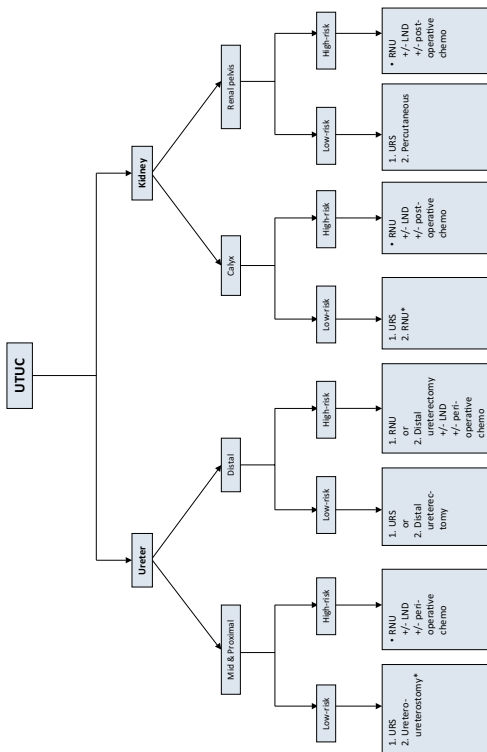 UTUC
Ureter
Kidney
Mid & Proximal
Distal
Calyx
Renal pelvis
Low-risk
High-risk
Low-risk
High-risk
Low-risk
High-risk
Low-risk
High-risk
1. URS
2. Uretero-
ureterostomy*
• RNU
+/- LND
+/- peri-
operative
chemo
1. URS
or
2. Distal
ureterec-
tomy
1. RNU
or
2. Distal
ureterectomy
+/- LND
+/- peri-
operative
chemo
1. URS
2. RNU*
• RNU
+/- LND
+/- post-
operative
chemo
1. URS
2. Percutaneous
• RNU
+/- LND
+/- post-
operative
chemo